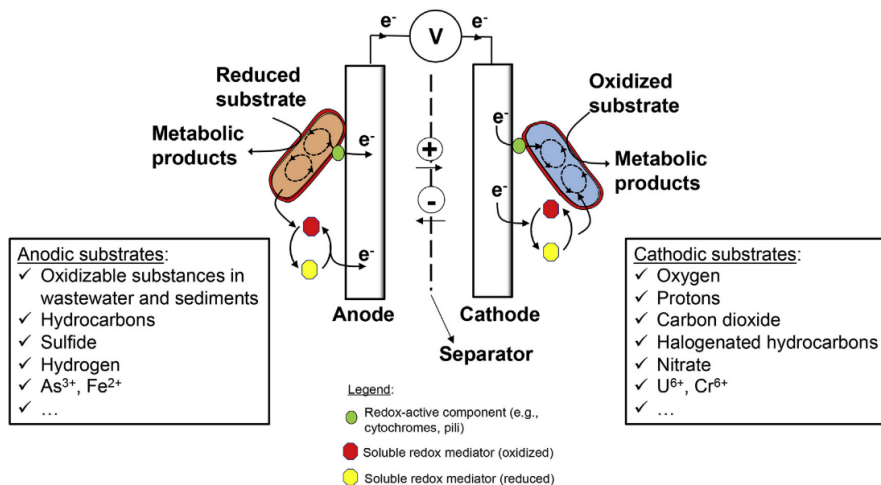 e⁻
V
e⁻
Reduced
substrate
Metabolic
products
e⁻
e⁻
Anode
+
-
Separator
Oxidized
substrate
Metabolic
products
e⁻
e⁻
Cathode
Anodic substrates:
✓ Oxidizable substances in
wastewater and sediments
✓ Hydrocarbons
✓ Sulfide
✓ Hydrogen
✓ As³⁺, Fe²⁺
✓ …
Cathodic substrates:
✓ Oxygen
✓ Protons
✓ Carbon dioxide
✓ Halogenated hydrocarbons
✓ Nitrate
✓ U⁶⁺, Cr⁶⁺
✓ …
Legend:
Redox-active component (e.g.,
cytochromes, pili)
Soluble redox mediator (oxidized)
Soluble redox mediator (reduced)